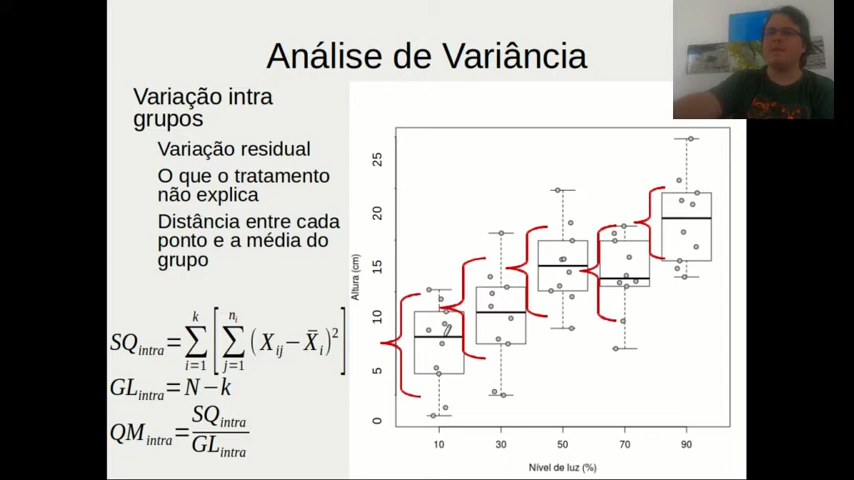 Análise de Variância
Variação intra
grupos
Variação residual
O que o tratamento
não explica
Distância entre cada
ponto e a média do
grupo
SQ_intra = ∑_{i=1}^{k} [ ∑_{j=1}^{n_i} ( X_ij − X̄_i )² ]
GL_intra = N − k
QM_intra = SQ_intra / GL_intra
Altura (cm)
25
20
15
10
5
0
10 30 50 70 90
Nível de luz (%)